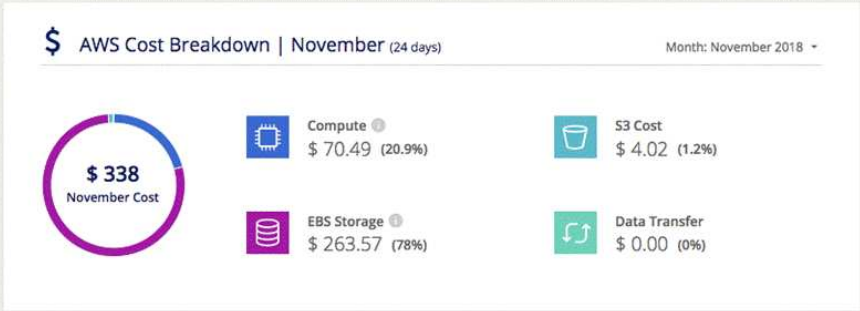 $ AWS Cost Breakdown | November (24 days)
Month: November 2018
$ 338
November Cost
Compute
$ 70.49 (20.9%)
S3 Cost
$ 4.02 (1.2%)
EBS Storage
$ 263.57 (78%)
Data Transfer
$ 0.00 (0%)